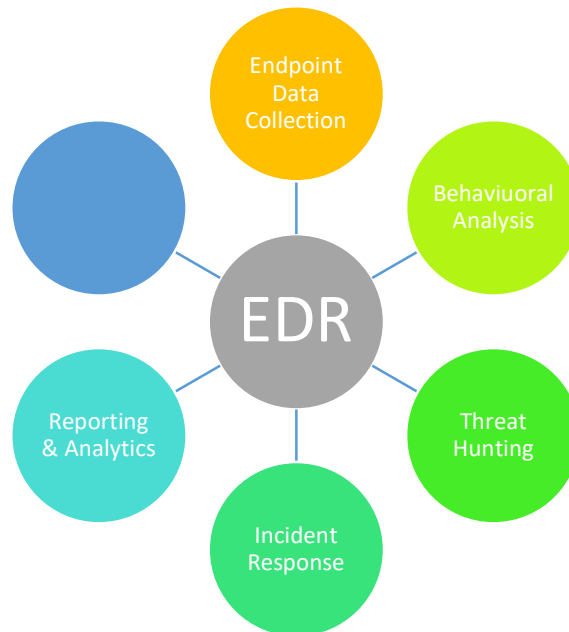 Endpoint
Data
Collection
Behaviuoral
Analysis
EDR
Reporting
& Analytics
Threat
Hunting
Incident
Response